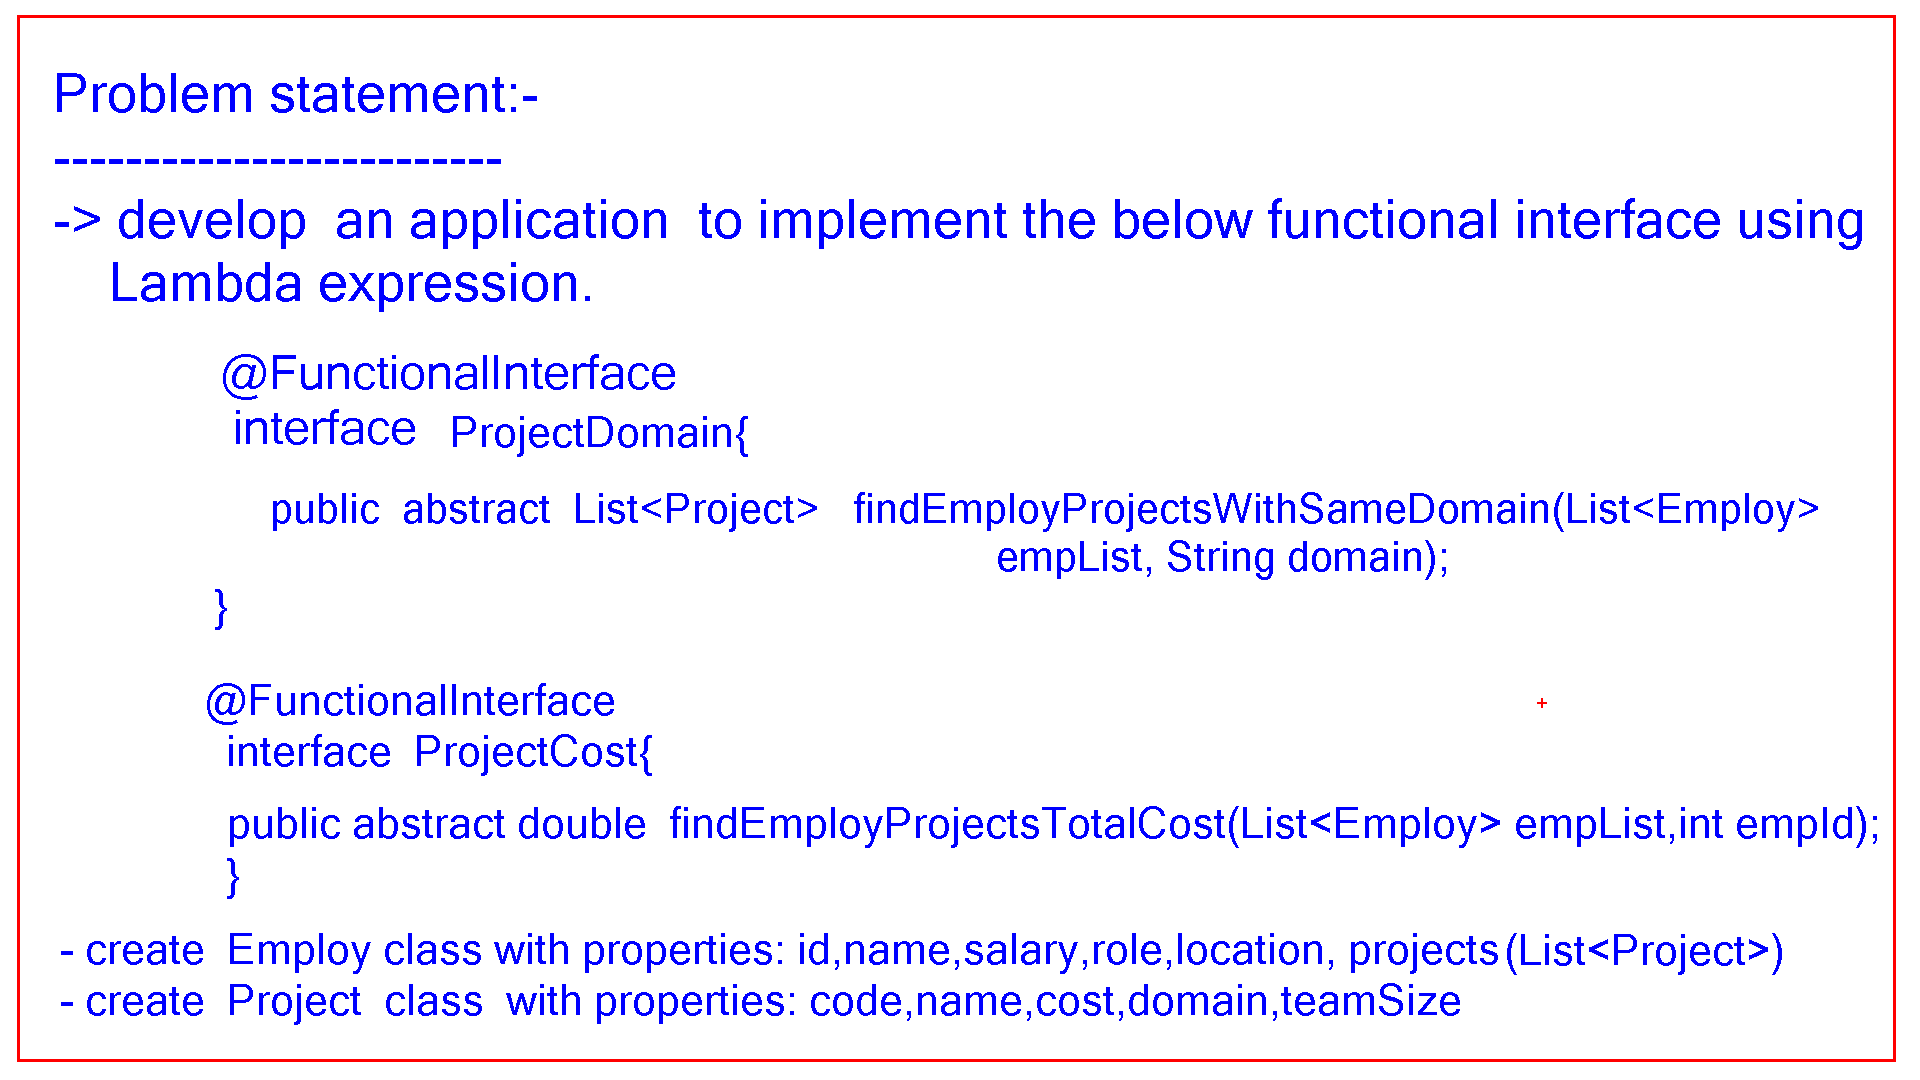 Problem statement:-
-------------------------
-> develop an application to implement the below functional interface using
Lambda expression.
@FunctionalInterface
interface ProjectDomain{
public abstract List<Project> findEmployProjectsWithSameDomain(List<Employ>
empList, String domain);
}
@FunctionalInterface
interface ProjectCost{
public abstract double findEmployProjectsTotalCost(List<Employ> empList,int empId);
}
- create Employ class with properties: id,name,salary,role,location, projects(List<Project>)
- create Project class with properties: code,name,cost,domain,teamSize